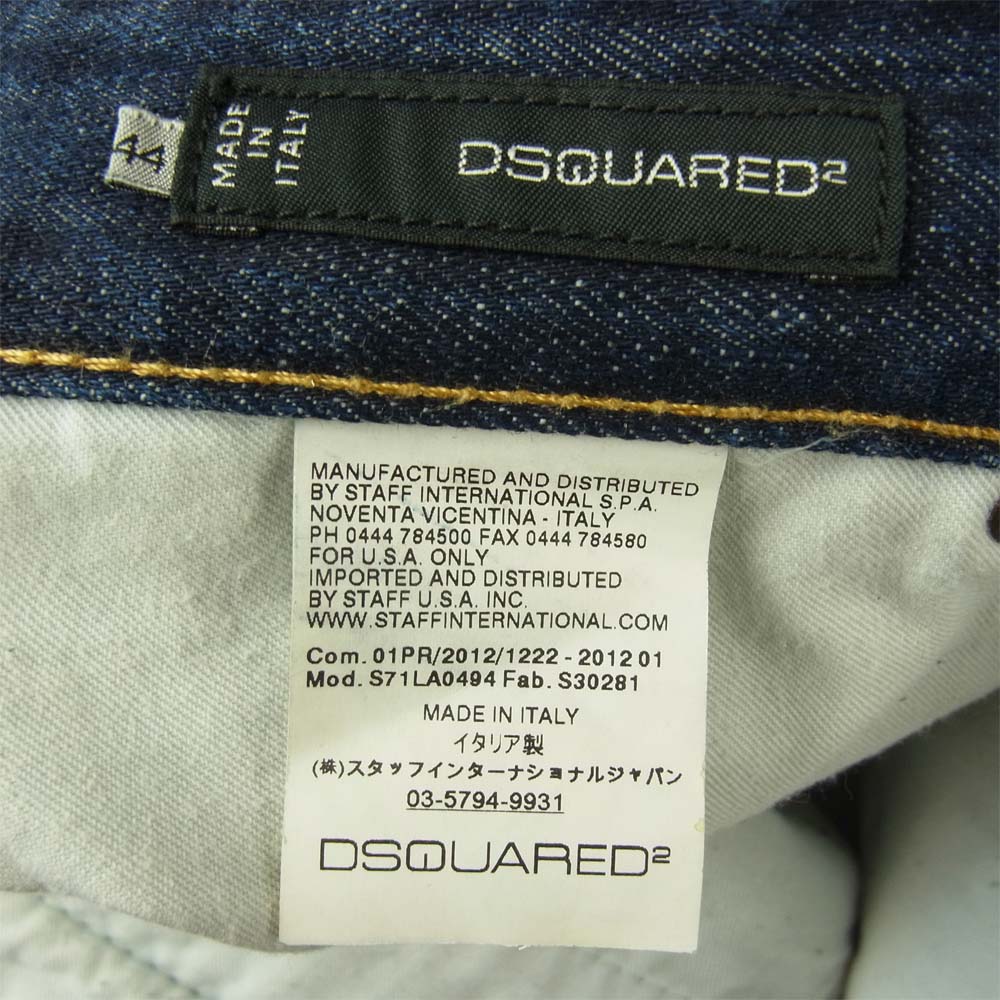 44
MADE
IN
ITALY
DSQUARED²
MANUFACTURED AND DISTRIBUTED
BY STAFF INTERNATIONAL S.P.A.
NOVENTA VICENTINA - ITALY
PH 0444 784500 FAX 0444 784580
FOR U.S.A. ONLY
IMPORTED AND DISTRIBUTED
BY STAFF U.S.A. INC.
WWW.STAFFINTERNATIONAL.COM
Com. 01PR/2012/1222 - 2012 01
Mod. S71LA0494 Fab. S30281
MADE IN ITALY
イタリア製
(株)スタッフインターナショナルジャパン
03-5794-9931
DSQUARED²